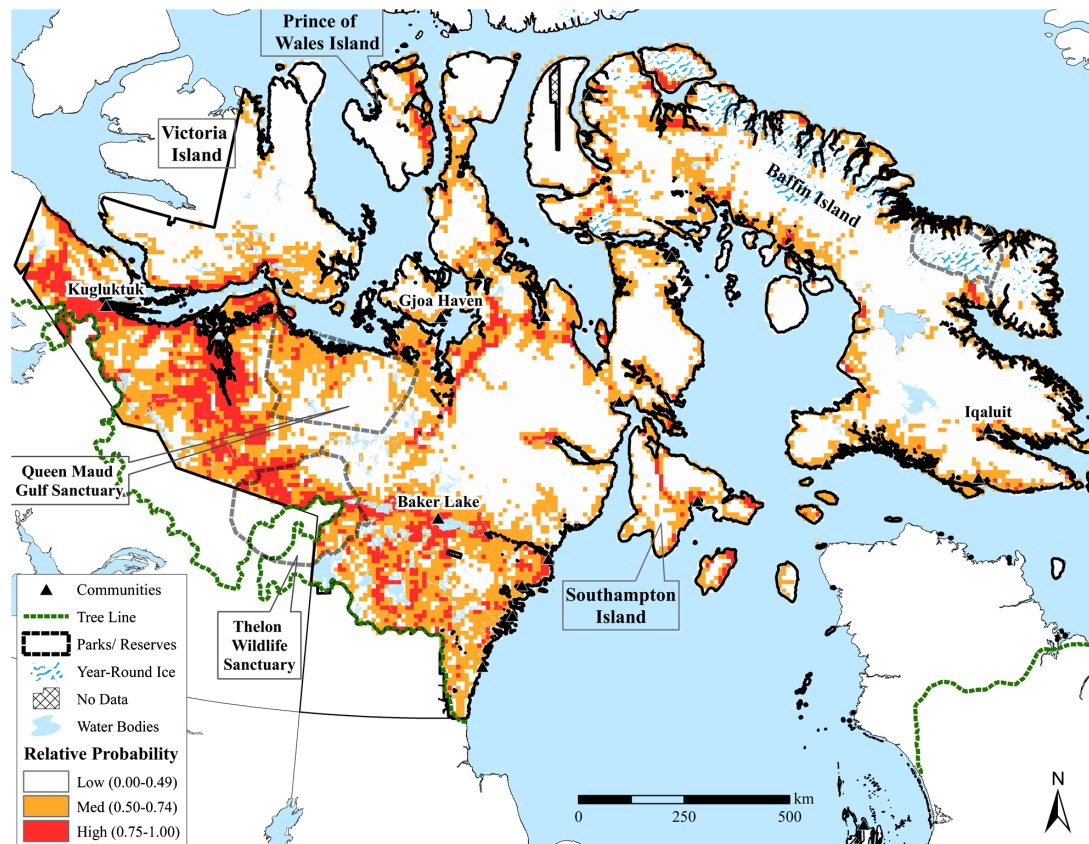 Prince of
Wales Island
Victoria
Island
Baffin Island
Kugluktuk
Gjoa Haven
Iqaluit
Queen Maud
Gulf Sanctuary
Baker Lake
Southampton
Island
Thelon
Wildlife
Sanctuary
Communities
Tree Line
Parks/ Reserves
Year-Round Ice
No Data
Water Bodies
Relative Probability
Low (0.00-0.49)
Med (0.50-0.74)
High (0.75-1.00)
km
0 250 500
N